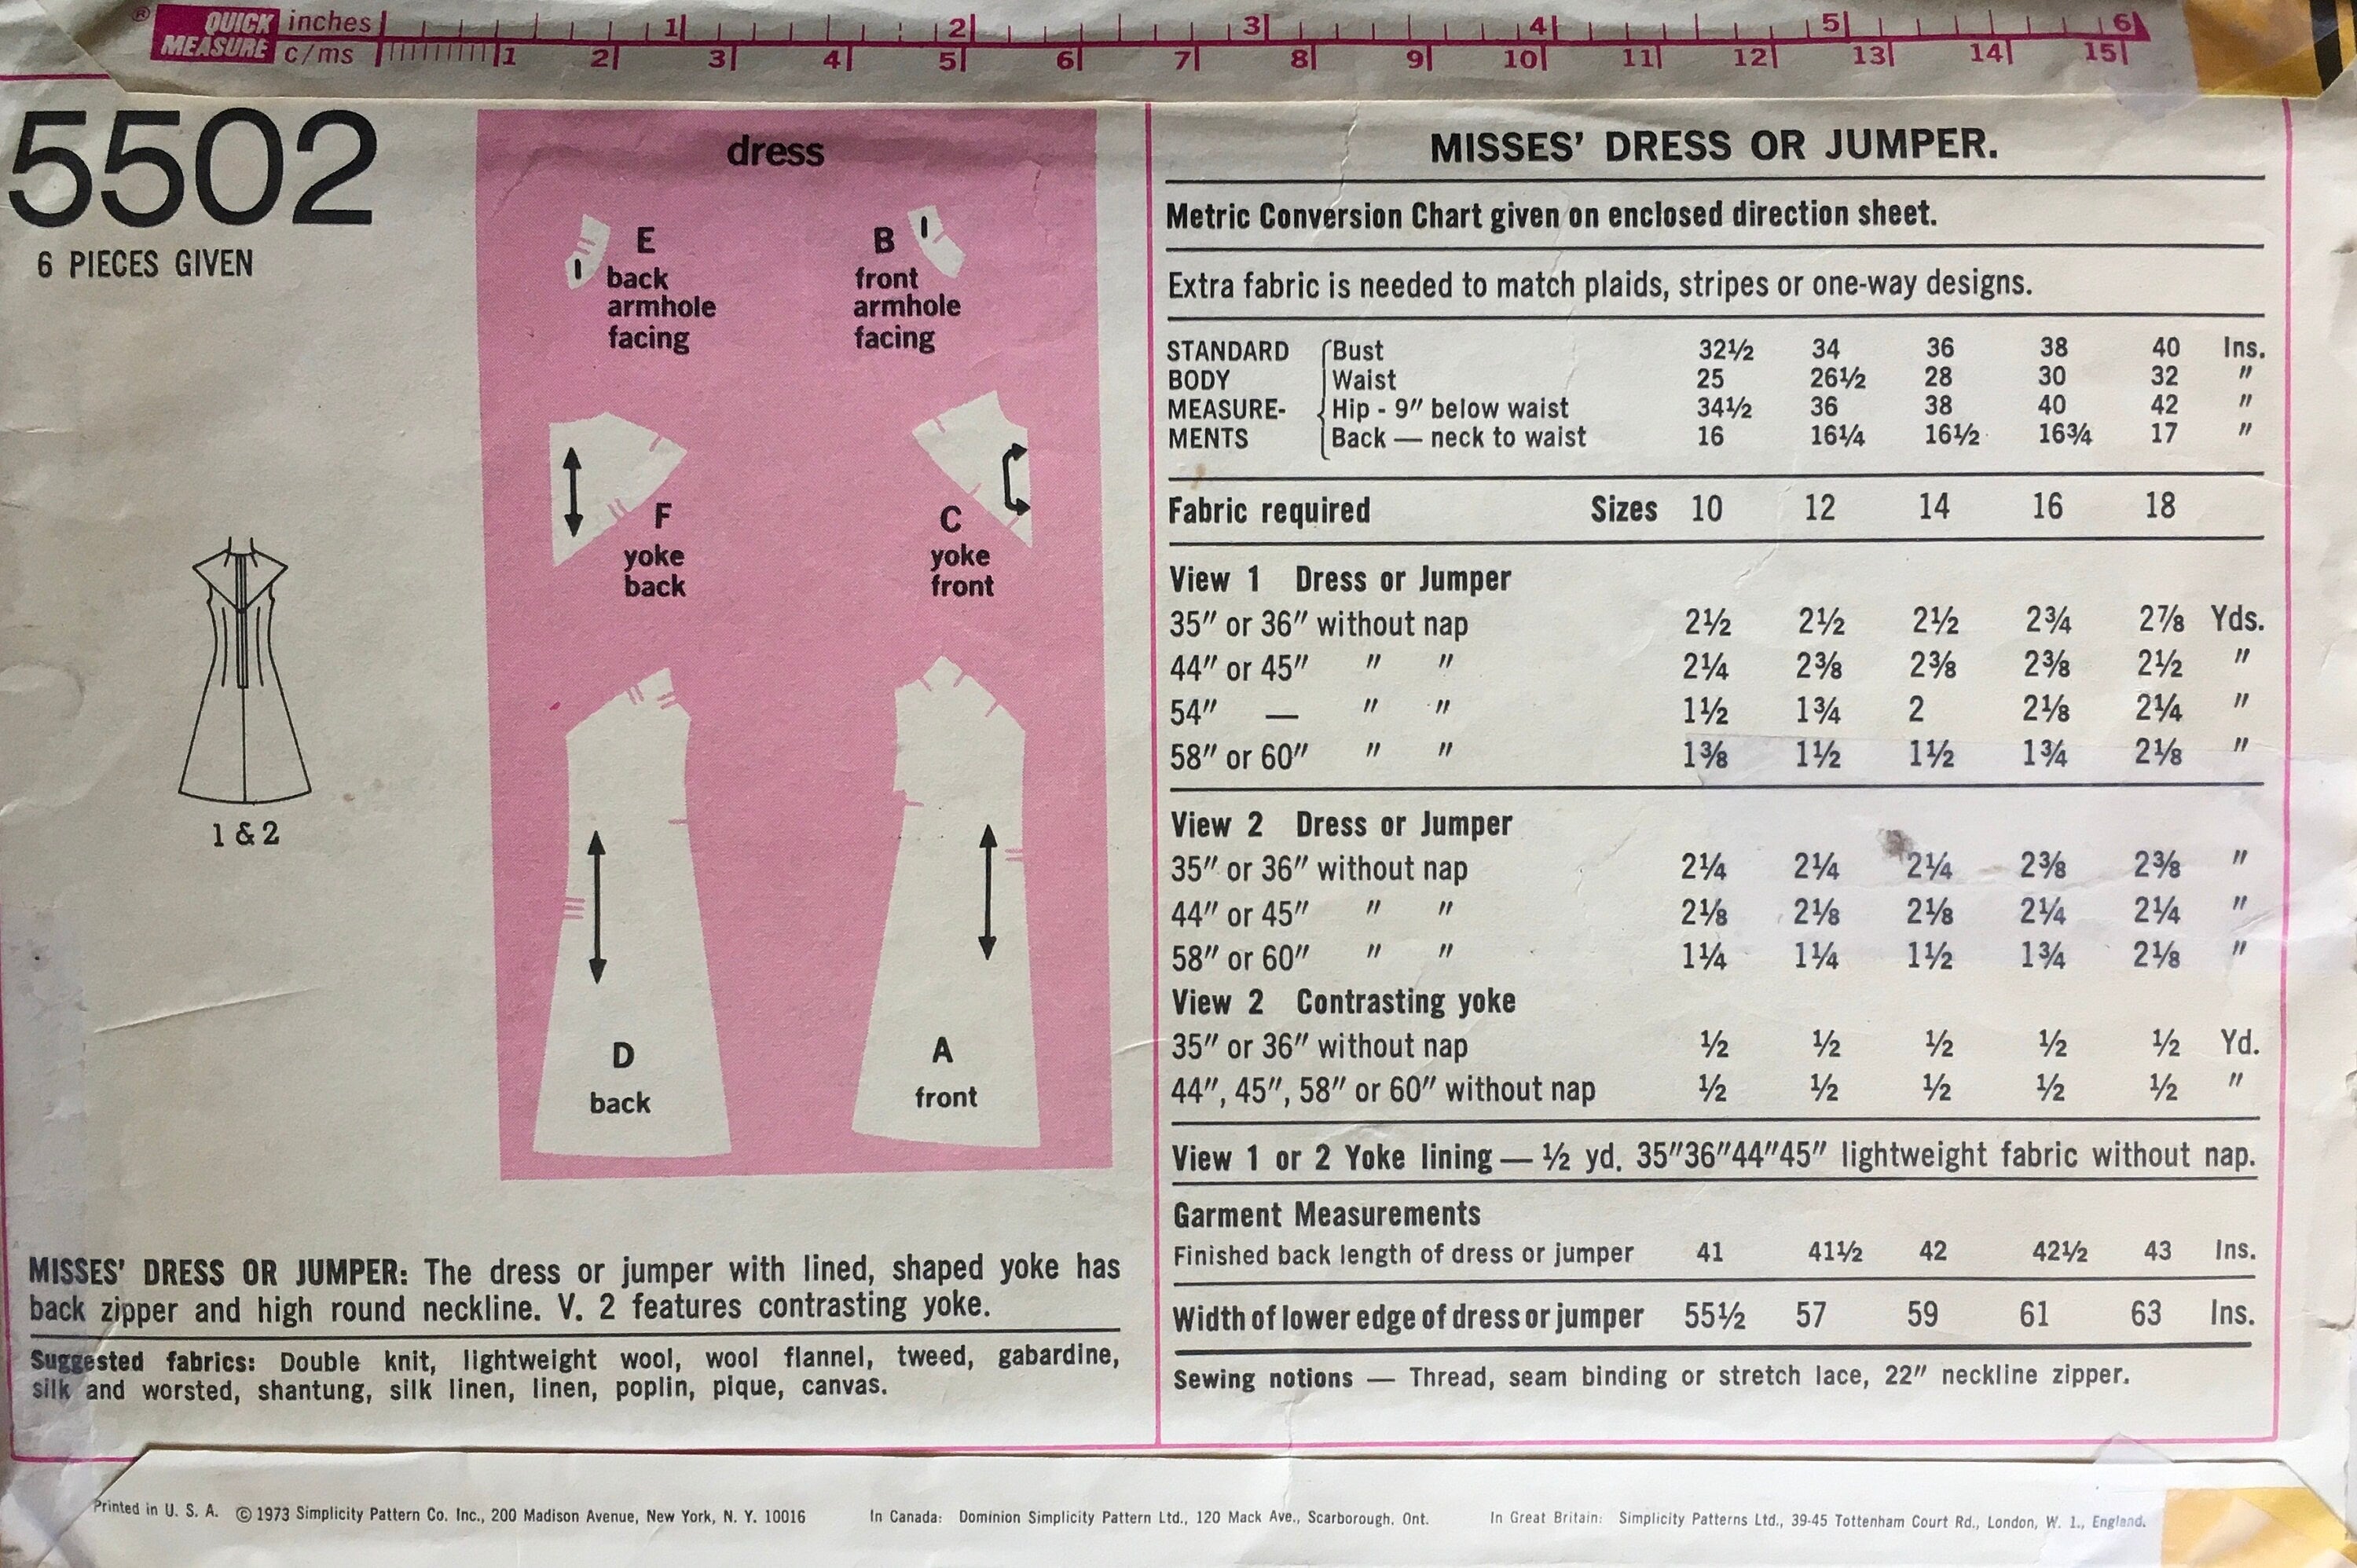 ® QUICK MEASURE inches 1 2 3 4 5 6
c/ms 1 2 3 4 5 6 7 8 9 10 11 12 13 14 15
5502
6 PIECES GIVEN
1 & 2
dress
E
back
armhole
facing
B
front
armhole
facing
F
yoke
back
C
yoke
front
D
back
A
front
MISSES' DRESS OR JUMPER: The dress or jumper with lined, shaped yoke has
back zipper and high round neckline. V. 2 features contrasting yoke.
Suggested fabrics: Double knit, lightweight wool, wool flannel, tweed, gabardine,
silk and worsted, shantung, silk linen, linen, poplin, pique, canvas.
MISSES' DRESS OR JUMPER.
Metric Conversion Chart given on enclosed direction sheet.
Extra fabric is needed to match plaids, stripes or one-way designs.
STANDARD Bust 32½ 34 36 38 40 Ins.
BODY Waist 25 26½ 28 30 32 "
MEASURE- Hip - 9" below waist 34½ 36 38 40 42 "
MENTS Back — neck to waist 16 16¼ 16½ 16¾ 17 "
Fabric required Sizes 10 12 14 16 18
View 1 Dress or Jumper
35" or 36" without nap 2½ 2½ 2½ 2¾ 2⅞ Yds.
44" or 45" " " 2¼ 2⅜ 2⅜ 2⅜ 2½ "
54" — " " 1½ 1¾ 2 2⅛ 2¼ "
58" or 60" " " 1⅜ 1½ 1½ 1¾ 2⅛ "
View 2 Dress or Jumper
35" or 36" without nap 2¼ 2¼ 2¼ 2⅜ 2⅜ "
44" or 45" " " 2⅛ 2⅛ 2⅛ 2¼ 2¼ "
58" or 60" " " 1¼ 1¼ 1½ 1¾ 2⅛ "
View 2 Contrasting yoke
35" or 36" without nap ½ ½ ½ ½ ½ Yd.
44", 45", 58" or 60" without nap ½ ½ ½ ½ ½ "
View 1 or 2 Yoke lining — ½ yd. 35"36"44"45" lightweight fabric without nap.
Garment Measurements
Finished back length of dress or jumper 41 41½ 42 42½ 43 Ins.
Width of lower edge of dress or jumper 55½ 57 59 61 63 Ins.
Sewing notions — Thread, seam binding or stretch lace, 22" neckline zipper.
Printed in U. S. A. © 1973 Simplicity Pattern Co. Inc., 200 Madison Avenue, New York, N. Y. 10016 In Canada: Dominion Simplicity Pattern Ltd., 120 Mack Ave., Scarborough, Ont. In Great Britain: Simplicity Patterns Ltd., 39-45 Tottenham Court Rd., London, W. 1., England.